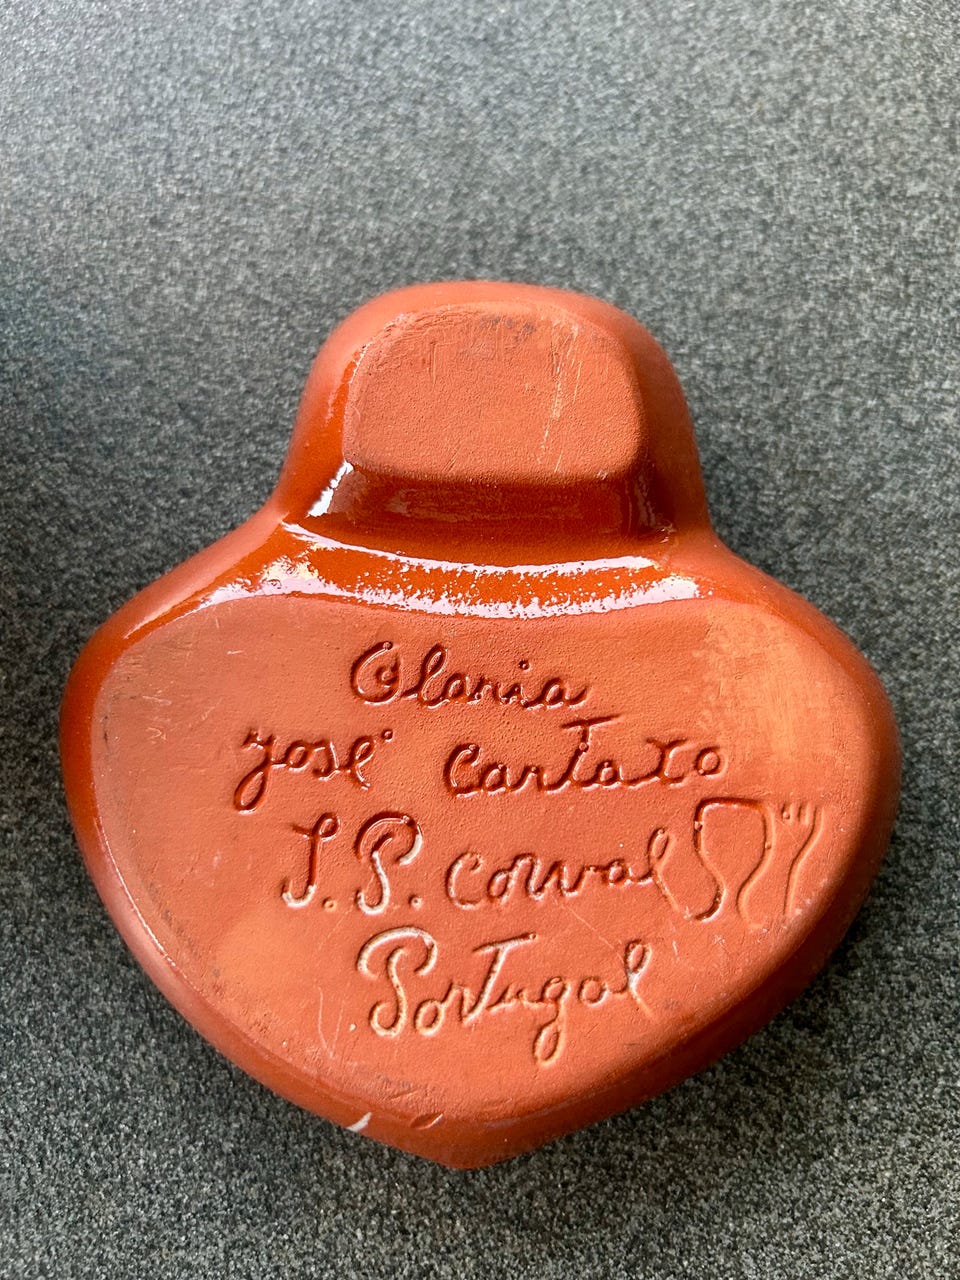 Olaria
José Cartaxo
S.P. Corval
Portugal